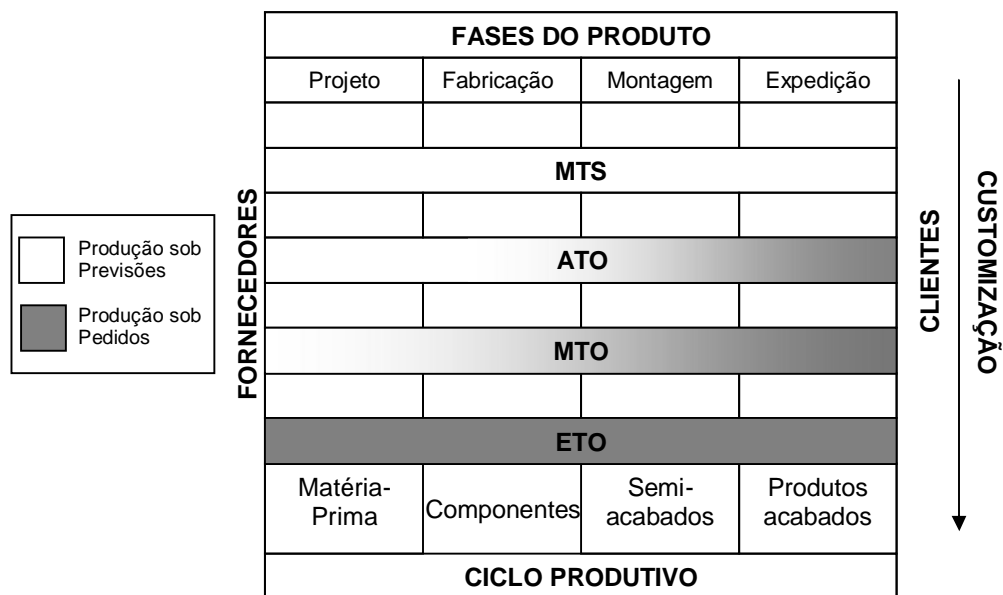 FASES DO PRODUTO
Projeto
Fabricação
Montagem
Expedição
MTS
ATO
MTO
ETO
Matéria-
Prima
Componentes
Semi-
acabados
Produtos
acabados
CICLO PRODUTIVO
FORNECEDORES
CLIENTES
CUSTOMIZAÇÃO
Produção sob
Previsões
Produção sob
Pedidos